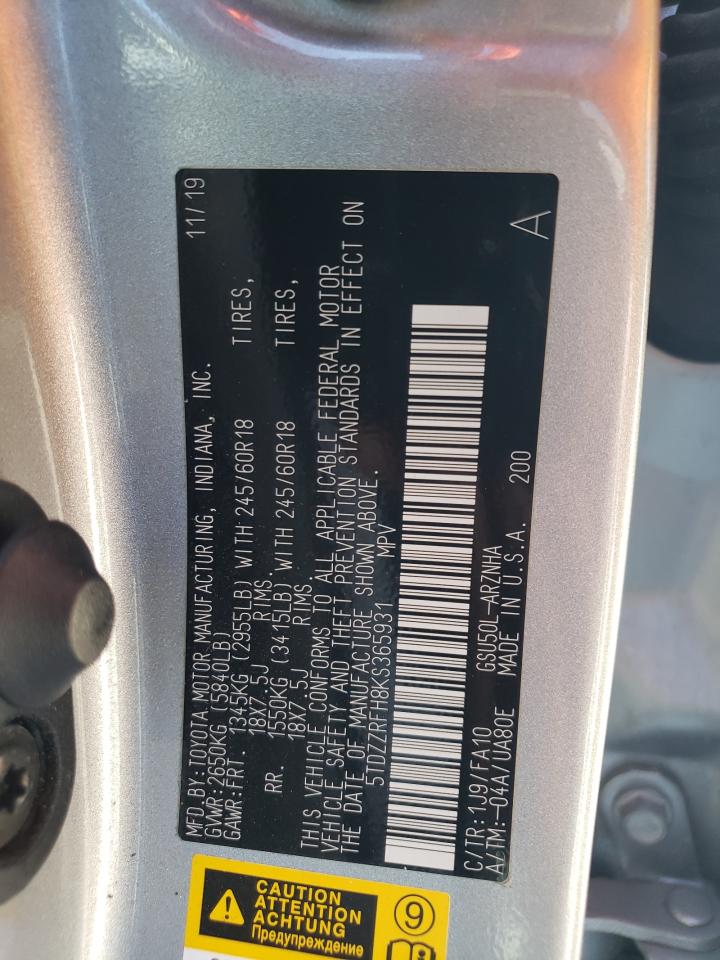 MFD.BY:TOYOTA MOTOR MANUFACTURING, INDIANA, INC. 11/19
GVWR:2650KG (5840LB)
GAWR:FRT. 1345KG (2955LB) WITH 245/60R18 TIRES,
18X7.5J RIMS
RR. 1550KG (3415LB) WITH 245/60R18 TIRES,
18X7.5J RIMS
THIS VEHICLE CONFORMS TO ALL APPLICABLE FEDERAL MOTOR
VEHICLE SAFETY AND THEFT PREVENTION STANDARDS IN EFFECT ON
THE DATE OF MANUFACTURE SHOWN ABOVE.
5TDZZRFH8KS365931 MPV
C/TR:1J9/FA10 GSU50L-ARZNHA
A/TM:-04A/UA80E MADE IN U.S.A. 200
A
CAUTION
ATTENTION
ACHTUNG
Предупреждение
9